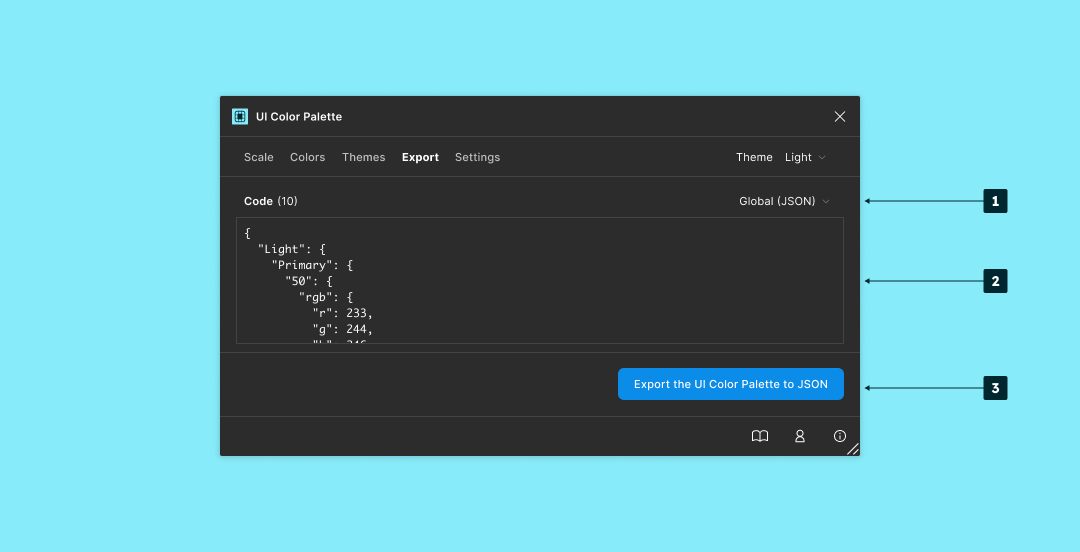 UI Color Palette
Scale Colors Themes Export Settings Theme Light
Code (10) Global (JSON) 1
{
"Light": {
"Primary": {
"50": { 2
"rgb": {
"r": 233,
"g": 244,
Export the UI Color Palette to JSON 3